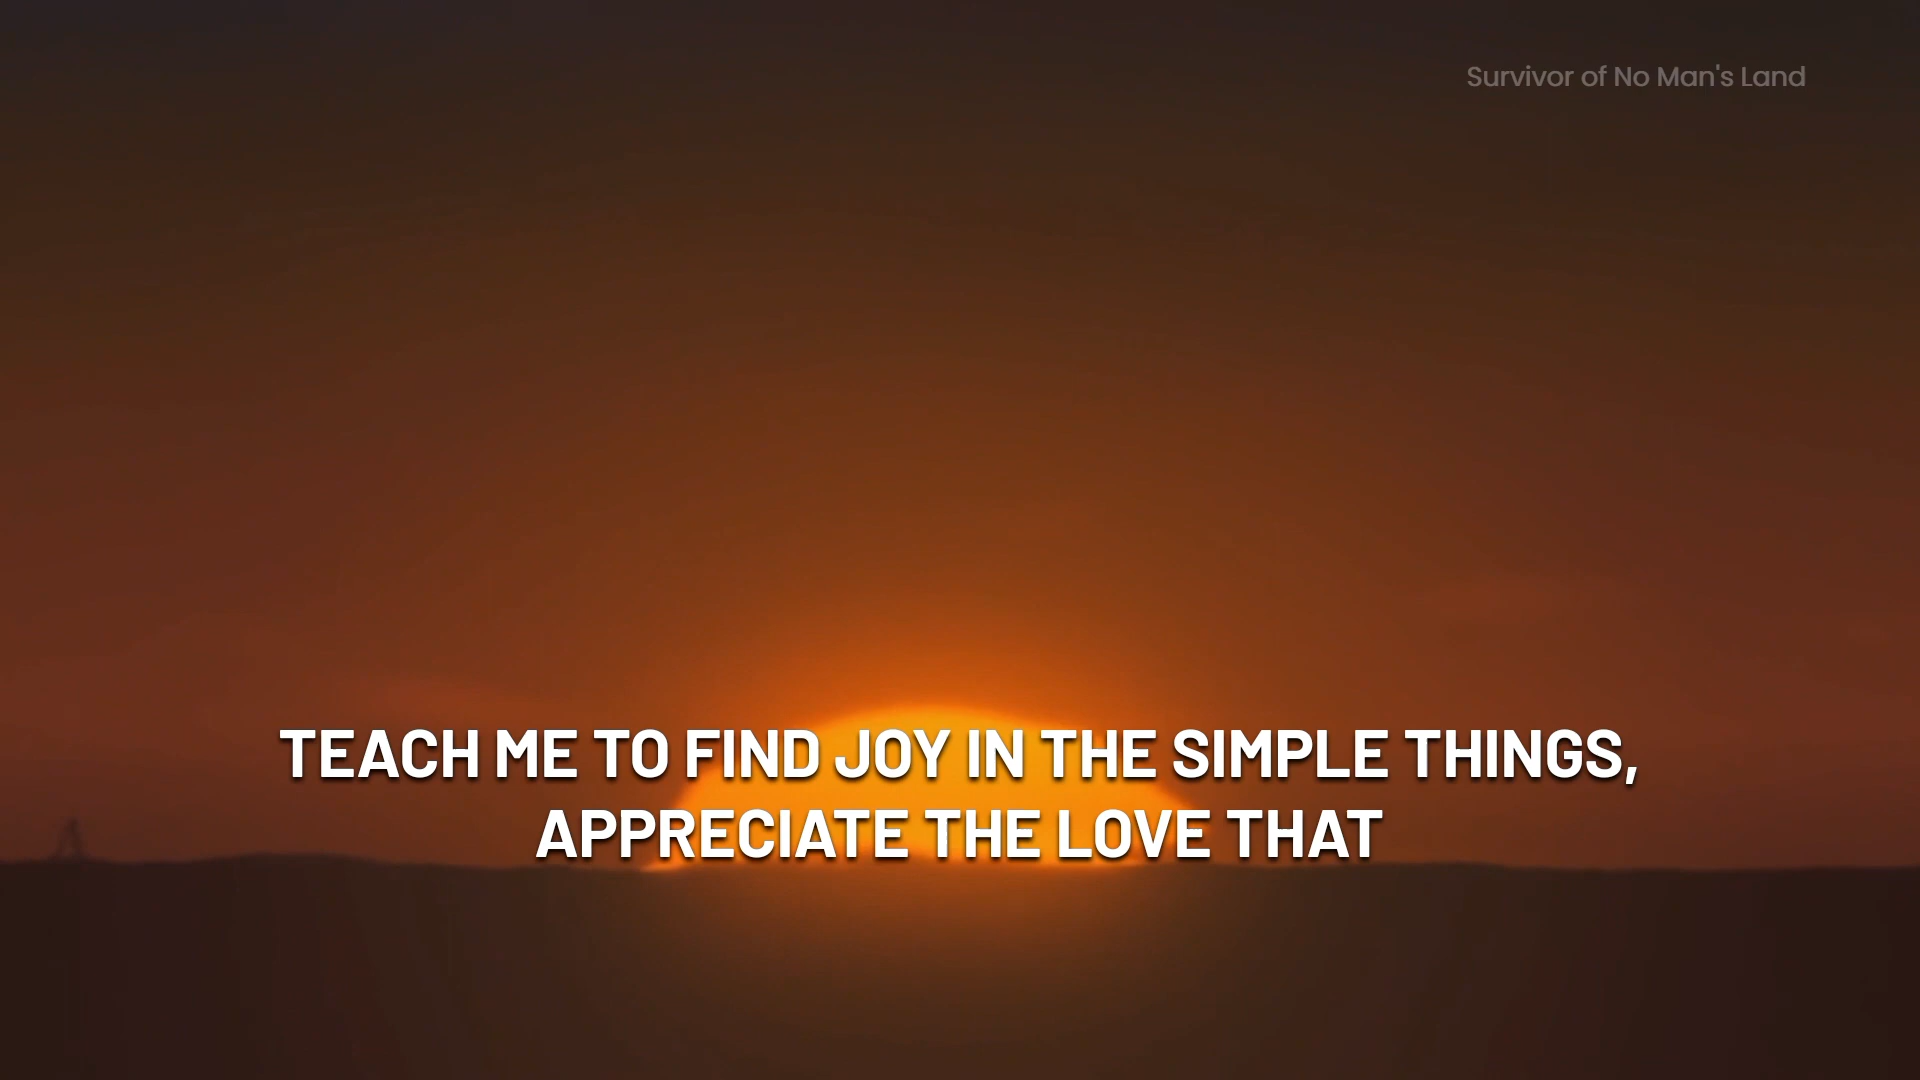 Survivor of No Man's Land
TEACH ME TO FIND JOY IN THE SIMPLE THINGS,
APPRECIATE THE LOVE THAT